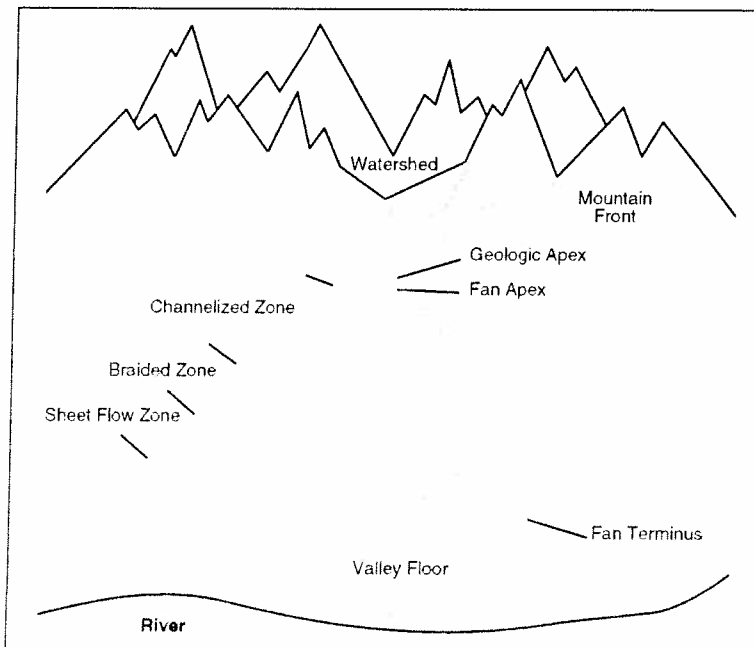 Watershed
Mountain
Front
Geologic Apex
Fan Apex
Channelized Zone
Braided Zone
Sheet Flow Zone
Fan Terminus
Valley Floor
River